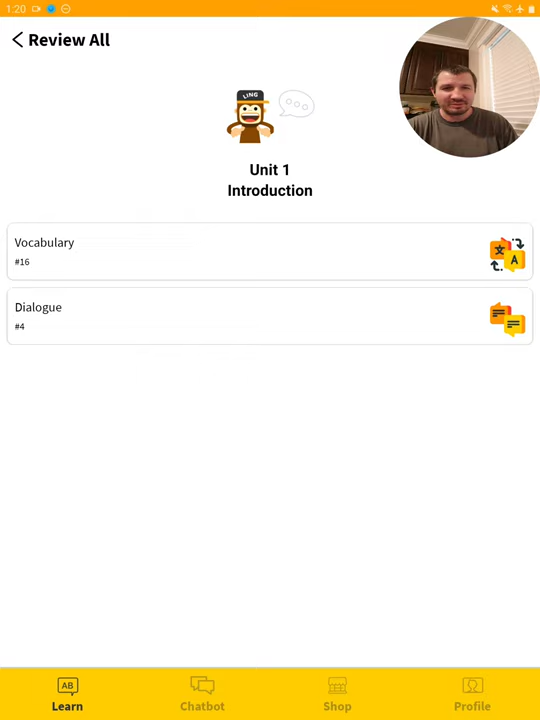 1:20
Review All
LING
Unit 1
Introduction
Vocabulary
#16
文
A
Dialogue
#4
AB
Learn
Chatbot
Shop
Profile